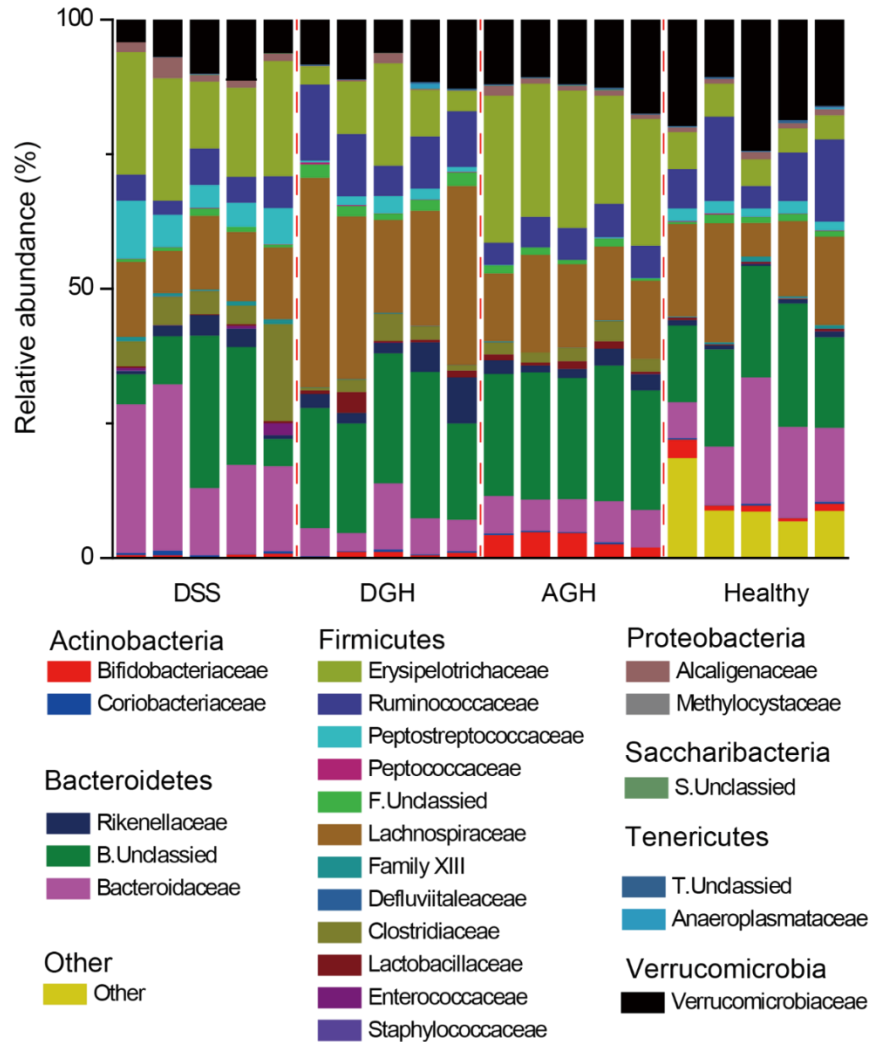 100
50
0
Relative abundance (%)
DSS DGH AGH Healthy
Actinobacteria
Bifidobacteriaceae
Coriobacteriaceae
Bacteroidetes
Rikenellaceae
B.Unclassied
Bacteroidaceae
Other
Other
Firmicutes
Erysipelotrichaceae
Ruminococcaceae
Peptostreptococcaceae
Peptococcaceae
F.Unclassied
Lachnospiraceae
Family XIII
Defluviitaleaceae
Clostridiaceae
Lactobacillaceae
Enterococcaceae
Staphylococcaceae
Proteobacteria
Alcaligenaceae
Methylocystaceae
Saccharibacteria
S.Unclassied
Tenericutes
T.Unclassied
Anaeroplasmataceae
Verrucomicrobia
Verrucomicrobiaceae